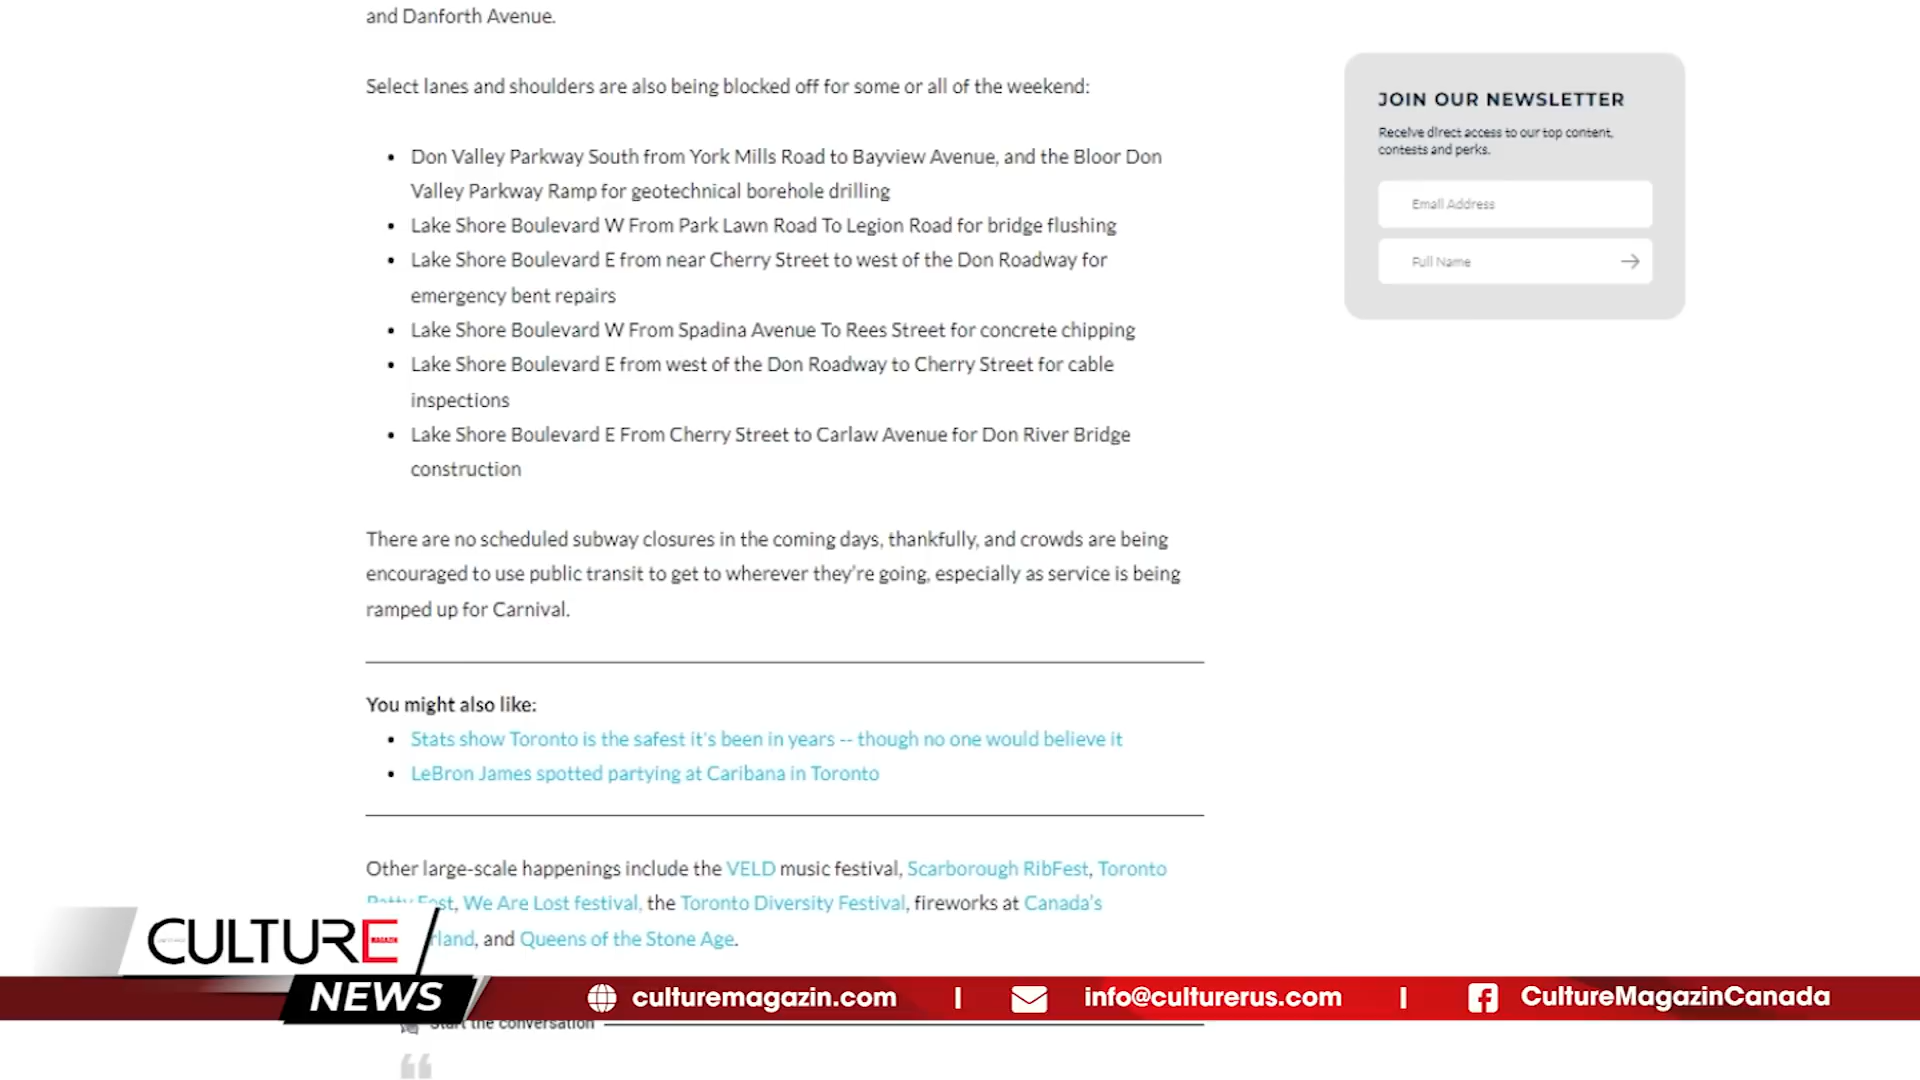 and Danforth Avenue.
Select lanes and shoulders are also being blocked off for some or all of the weekend:
• Don Valley Parkway South from York Mills Road to Bayview Avenue, and the Bloor Don
Valley Parkway Ramp for geotechnical borehole drilling
• Lake Shore Boulevard W From Park Lawn Road To Legion Road for bridge flushing
• Lake Shore Boulevard E from near Cherry Street to west of the Don Roadway for
emergency bent repairs
• Lake Shore Boulevard W From Spadina Avenue To Rees Street for concrete chipping
• Lake Shore Boulevard E from west of the Don Roadway to Cherry Street for cable
inspections
• Lake Shore Boulevard E From Cherry Street to Carlaw Avenue for Don River Bridge
construction
There are no scheduled subway closures in the coming days, thankfully, and crowds are being
encouraged to use public transit to get to wherever they're going, especially as service is being
ramped up for Carnival.
You might also like:
• Stats show Toronto is the safest it's been in years -- though no one would believe it
• LeBron James spotted partying at Caribana in Toronto
Other large-scale happenings include the VELD music festival, Scarborough RibFest, Toronto
Patty Fest, We Are Lost festival, the Toronto Diversity Festival, fireworks at Canada's
rland, and Queens of the Stone Age.
Start the conversation
JOIN OUR NEWSLETTER
Receive direct access to our top content,
contests and perks.
Email Address
Full Name →
CULTURE
MAGAZIN
NEWS
culturemagazin.com | info@culturerus.com | CultureMagazinCanada